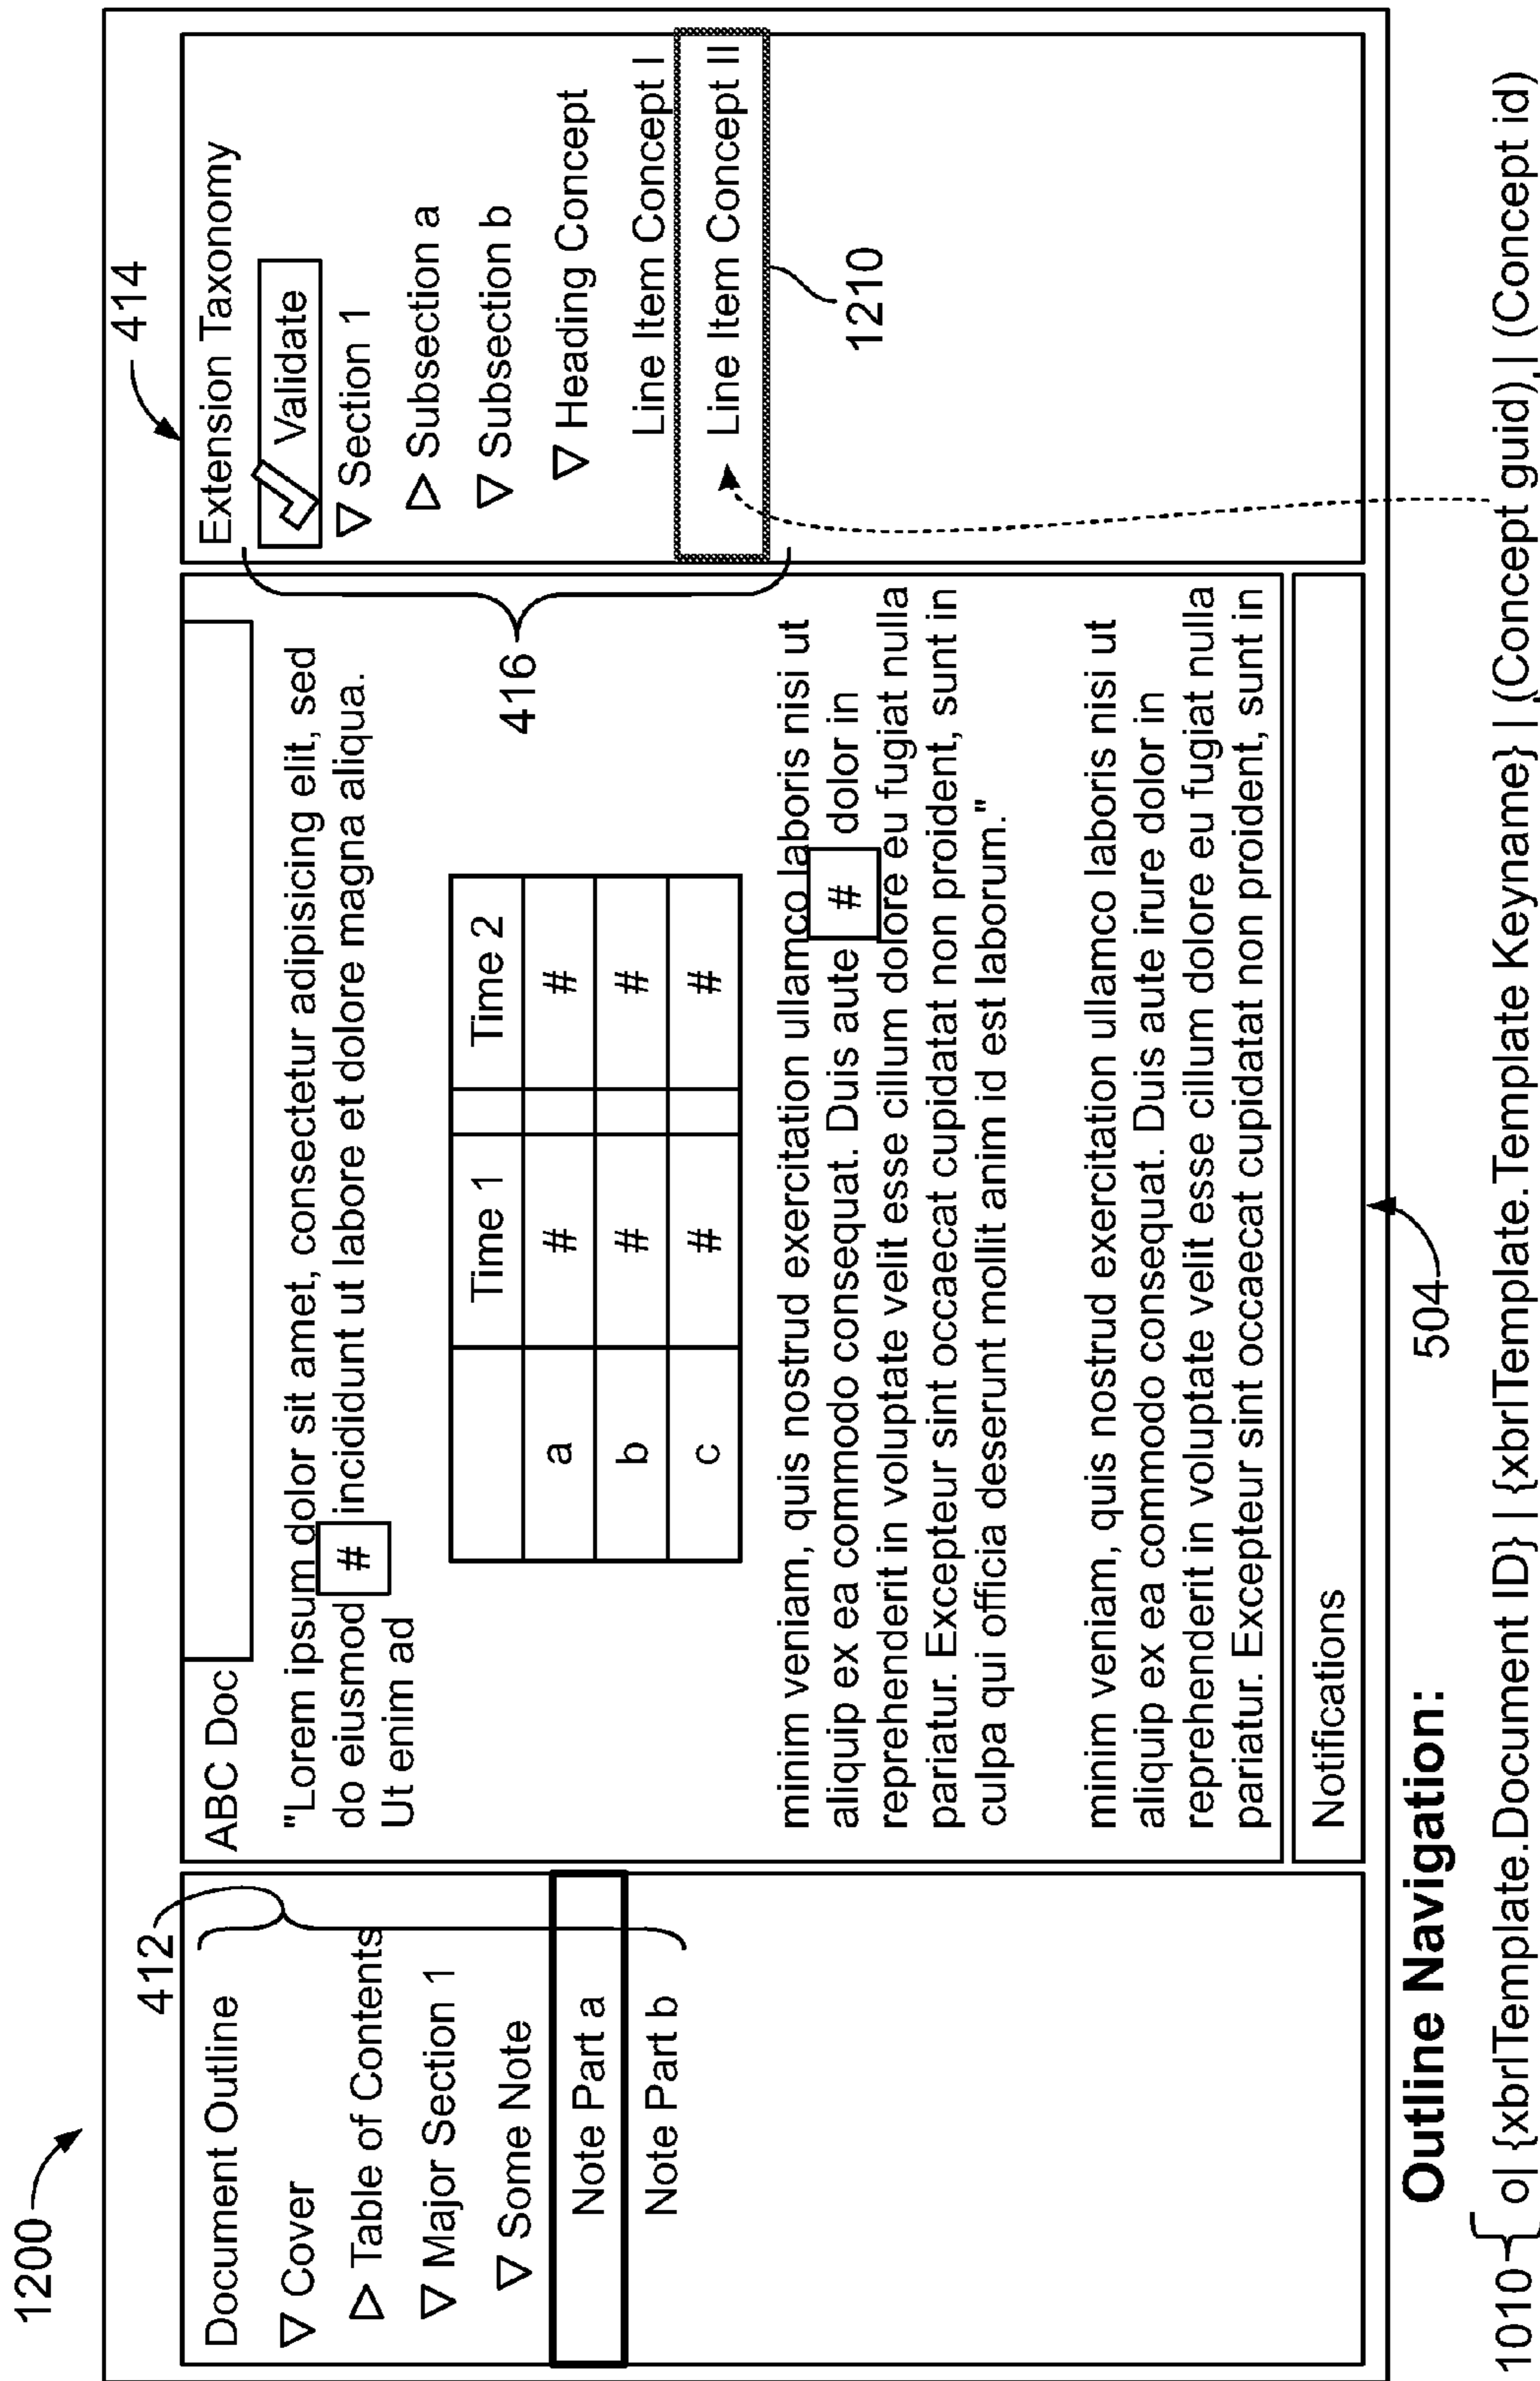 1200
412
Document Outline
▽ Cover
▷ Table of Contents
▽ Major Section 1
▽ Some Note
Note Part a
Note Part b
ABC Doc
"Lorem ipsum dolor sit amet, consectetur adipisicing elit, sed
do eiusmod # incididunt ut labore et dolore magna aliqua.
Ut enim ad
Time 1 Time 2
a # #
b # #
c # #
minim veniam, quis nostrud exercitation ullamco laboris nisi ut
aliquip ex ea commodo consequat. Duis aute # dolor in
reprehenderit in voluptate velit esse cillum dolore eu fugiat nulla
pariatur. Excepteur sint occaecat cupidatat non proident, sunt in
culpa qui officia deserunt mollit anim id est laborum."
minim veniam, quis nostrud exercitation ullamco laboris nisi ut
aliquip ex ea commodo consequat. Duis aute irure dolor in
reprehenderit in voluptate velit esse cillum dolore eu fugiat nulla
pariatur. Excepteur sint occaecat cupidatat non proident, sunt in
Notifications
504
414
Extension Taxonomy
Validate
▽ Section 1
▷ Subsection a
▽ Subsection b
▽ Heading Concept
Line Item Concept I
Line Item Concept II
416
1210
Outline Navigation:
1010 o| {xbrlTemplate.Document ID} | {xbrlTemplate.Template Keyname} | (Concept guid) | (Concept id)